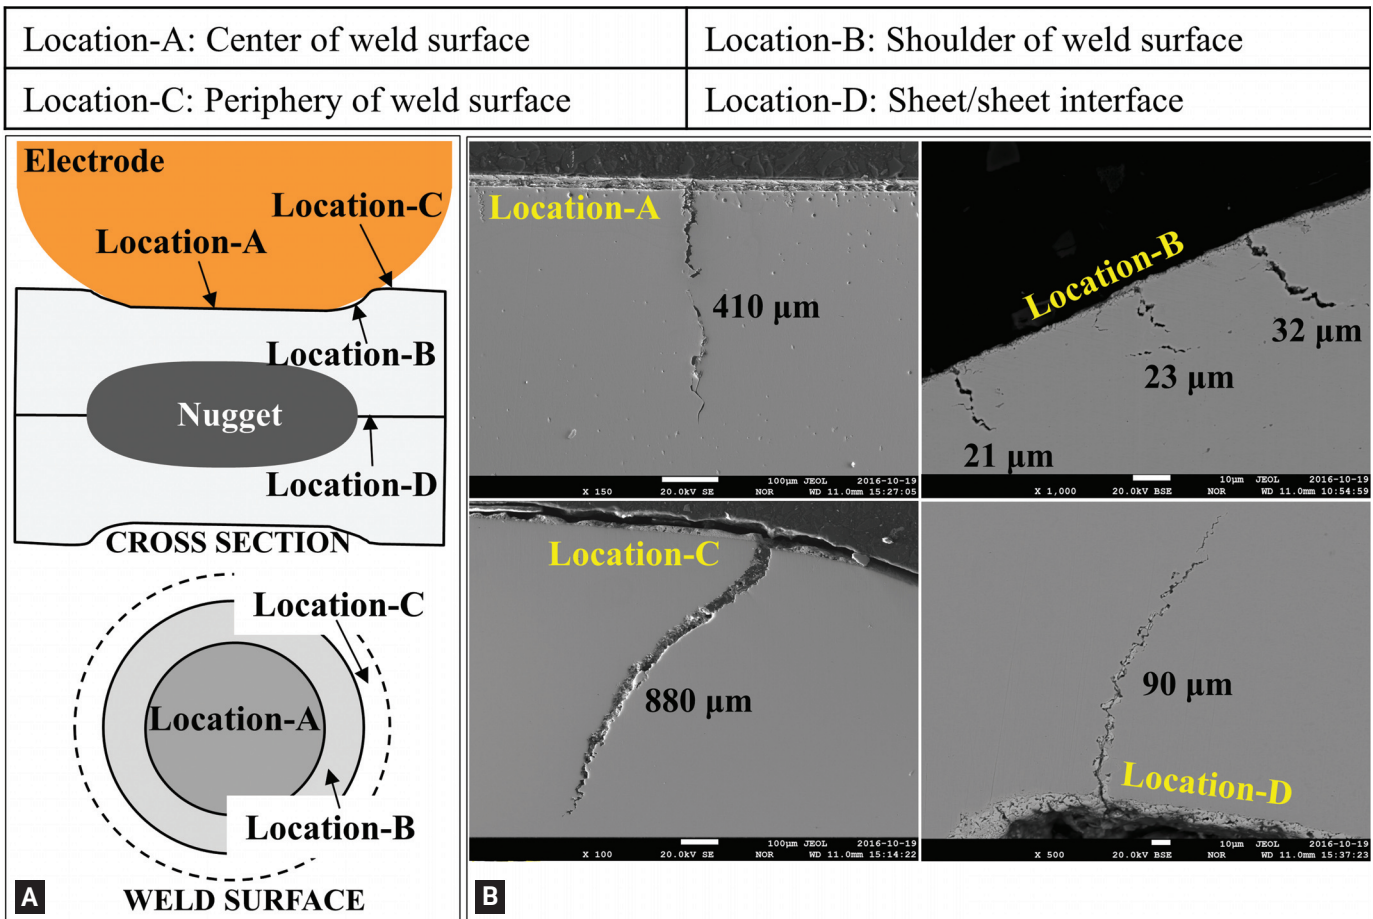 Location-A: Center of weld surface
Location-B: Shoulder of weld surface
Location-C: Periphery of weld surface
Location-D: Sheet/sheet interface
Electrode
Location-C
Location-A
Location-B
Nugget
Location-D
CROSS SECTION
Location-C
Location-A
Location-B
WELD SURFACE
A
Location-A
410 µm
100µm JEOL 2016-10-19
X 150 20.0kV SE NOR WD 11.0mm 15:27:05
Location-B
32 µm
23 µm
21 µm
10µm JEOL 2016-10-19
X 1,000 20.0kV BSE NOR WD 11.0mm 10:54:59
Location-C
880 µm
100µm JEOL 2016-10-19
X 100 20.0kV SE NOR WD 11.0mm 15:14:22
90 µm
Location-D
10µm JEOL 2016-10-19
X 500 20.0kV BSE NOR WD 11.0mm 15:37:23
B